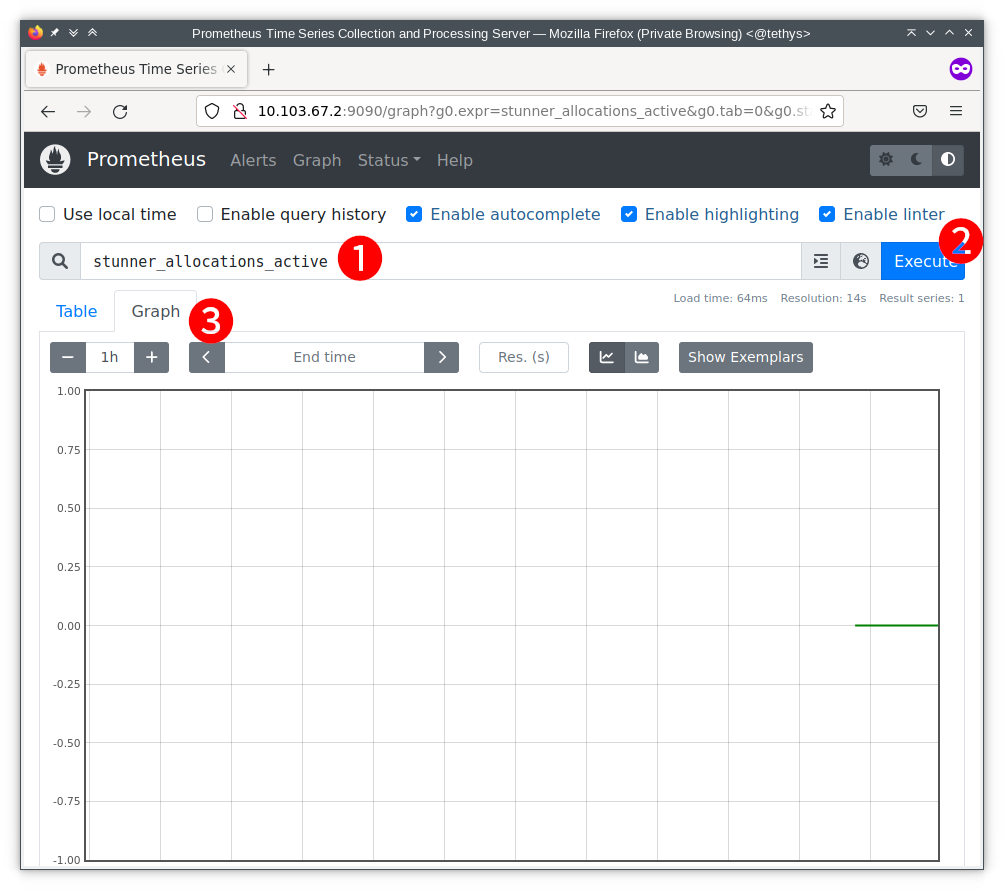 Prometheus Time Series Collection and Processing Server — Mozilla Firefox (Private Browsing) <@tethys>
Prometheus Time Series
10.103.67.2:9090/graph?g0.expr=stunner_allocations_active&g0.tab=0&g0.st
Prometheus Alerts Graph Status Help
Use local time Enable query history Enable autocomplete Enable highlighting Enable linter
stunner_allocations_active 1 Execute 2
Load time: 64ms Resolution: 14s Result series: 1
Table Graph 3
− 1h + End time Res. (s) Show Exemplars
1.00
0.75
0.50
0.25
0.00
-0.25
-0.50
-0.75
-1.00